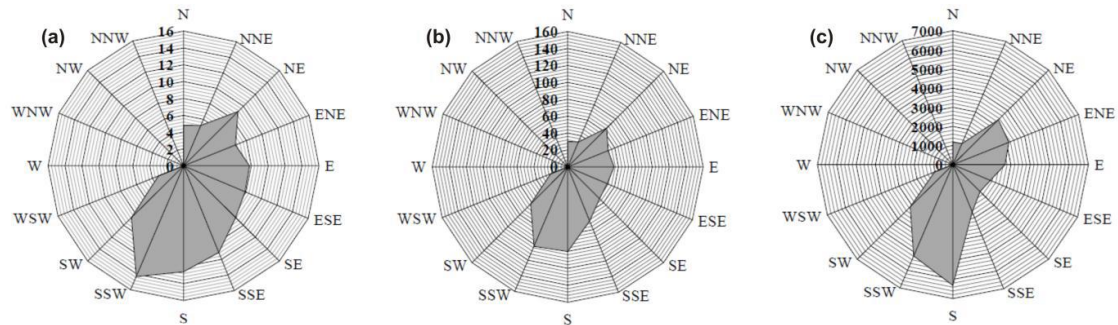 (a)
N
NNE
NE
ENE
E
ESE
SE
SSE
S
SSW
SW
WSW
W
WNW
NW
NNW
16
14
12
10
8
6
4
2
0
(b)
N
NNE
NE
ENE
E
ESE
SE
SSE
S
SSW
SW
WSW
W
WNW
NW
NNW
160
140
120
100
80
60
40
20
0
(c)
N
NNE
NE
ENE
E
ESE
SE
SSE
S
SSW
SW
WSW
W
WNW
NW
NNW
7000
6000
5000
4000
3000
2000
1000
0